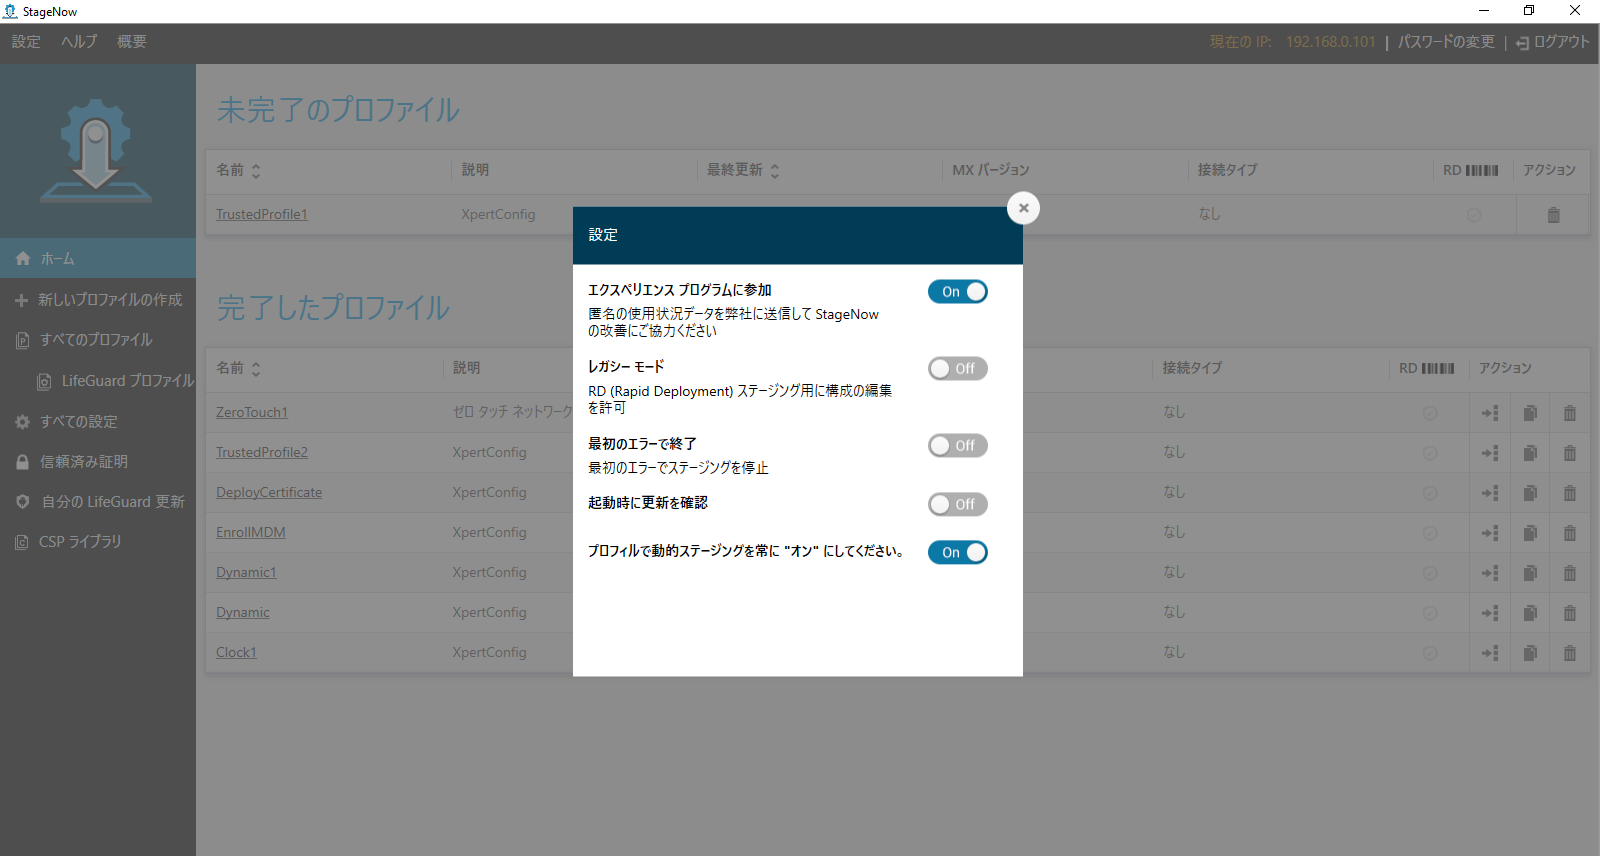 StageNow
設定 ヘルプ 概要
現在の IP: 192.168.0.101 | パスワードの変更 | ログアウト
未完了のプロファイル
名前 説明 最終更新 MX バージョン 接続タイプ RD アクション
TrustedProfile1 XpertConfig なし
ホーム
新しいプロファイルの作成
すべてのプロファイル
LifeGuard プロファイル
すべての設定
信頼済み証明
自分の LifeGuard 更新
CSP ライブラリ
完了したプロファイル
名前 説明 接続タイプ RD アクション
ZeroTouch1 ゼロ タッチ ネットワーク なし
TrustedProfile2 XpertConfig なし
DeployCertificate XpertConfig なし
EnrollMDM XpertConfig なし
Dynamic1 XpertConfig なし
Dynamic XpertConfig なし
Clock1 XpertConfig なし
設定
エクスペリエンス プログラムに参加 On
匿名の使用状況データを弊社に送信して StageNow
の改善にご協力ください
レガシー モード Off
RD (Rapid Deployment) ステージング用に構成の編集
を許可
最初のエラーで終了 Off
最初のエラーでステージングを停止
起動時に更新を確認 Off
プロフィルで動的ステージングを常に "オン" にしてください。 On